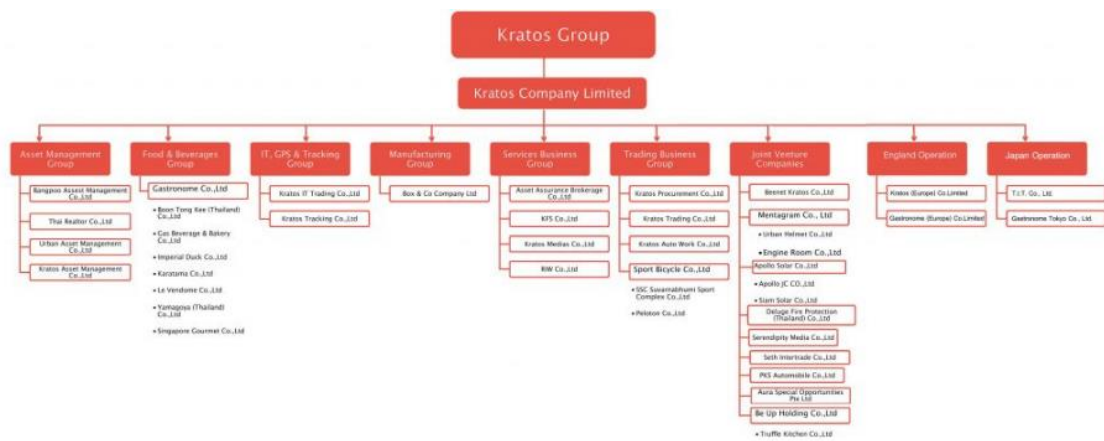 Kratos Group
Kratos Company Limited
Asset Management
Group
Bangpoo Assest Management
Co.,Ltd
Thai Realtor Co.,Ltd
Urban Asset Management
Co.,Ltd
Kratos Asset Management
Co.,Ltd
Food & Beverages
Group
Gastronome Co.,Ltd
• Boon Tong Kee (Thailand)
Co.,Ltd
• Gas Beverage & Bakery
Co.,Ltd
• Imperial Duck Co.,Ltd
• Karatama Co.,Ltd
• Le Vendome Co.,Ltd
• Yamagoya (Thailand)
Co.,Ltd
• Singapore Gourmet Co.,Ltd
IT, GPS & Tracking
Group
Kratos IT Trading Co.,Ltd
Kratos Tracking Co.,Ltd
Manufacturing
Group
Box & Co Company Ltd
Services Business
Group
Asset Assurance Brokerage
Co.,Ltd
KFS Co.,Ltd
Kratos Medias Co.,Ltd
RIW Co.,Ltd
Trading Business
Group
Kratos Procurement Co.,Ltd
Kratos Trading Co.,Ltd
Kratos Auto Work Co.,Ltd
Sport Bicycle Co.,Ltd
• SSC Suvarnabhumi Sport
Complex Co.,Ltd
• Peloton Co.,Ltd
Joint Venture
Companies
Beenet Kratos Co.,Ltd
Mentagram Co., Ltd
• Urban Helmet Co.,Ltd
• Engine Room Co.,Ltd
Apollo Solar Co.,Ltd
• Apollo JC CO.,Ltd
• Siam Solar Co.,Ltd
Deluge Fire Protection
(Thailand) Co.,Ltd
Serendipity Media Co.,Ltd
Seth Intertrade Co.,Ltd
PKS Automobile Co.,Ltd
Aura Special Opportunities
Pte Ltd
Be Up Holding Co.,Ltd
• Truffle Kitchen Co.,Ltd
England Operation
Kratos (Europe) Co.Limited
Gastronome (Europe) Co.Limited
Japan Operation
T.I.T. Co., Ltd.
Gastronome Tokyo Co., Ltd.